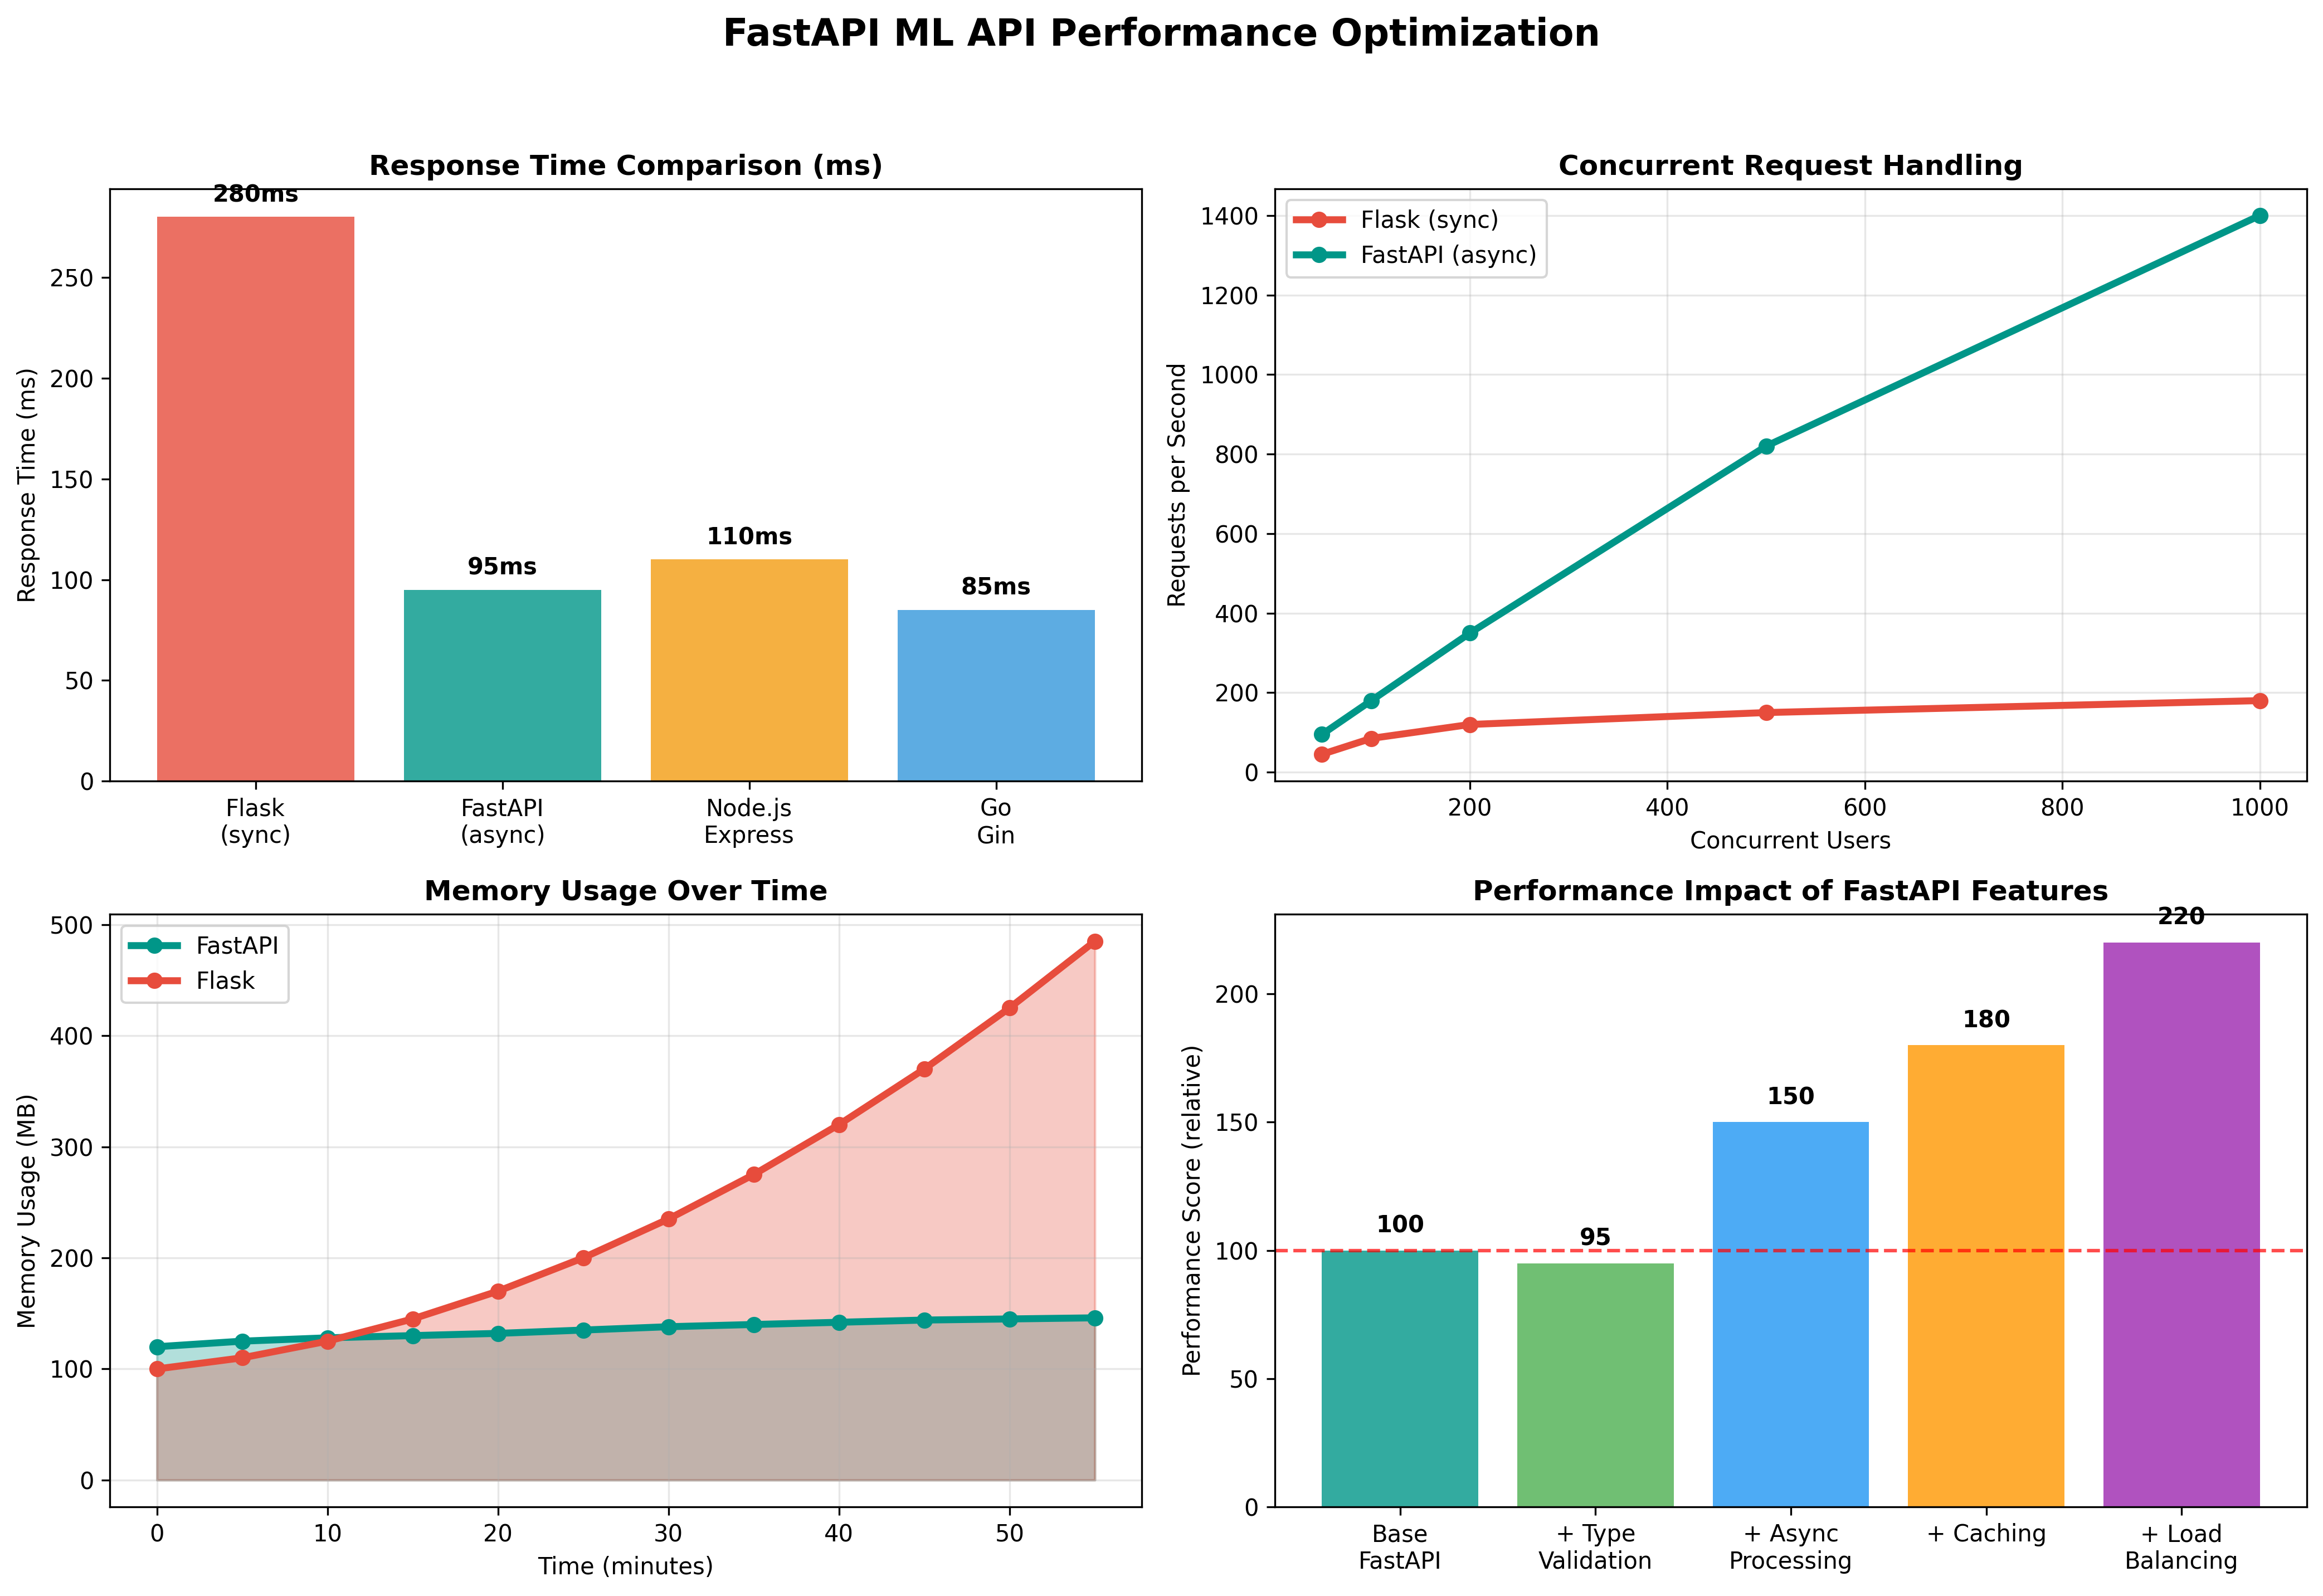 FastAPI ML API Performance Optimization
Response Time Comparison (ms)
Response Time (ms)
250
200
150
100
50
0
280ms
95ms
110ms
85ms
Flask
(sync)
FastAPI
(async)
Node.js
Express
Go
Gin
Concurrent Request Handling
Requests per Second
1400
1200
1000
800
600
400
200
0
Flask (sync)
FastAPI (async)
200
400
600
800
1000
Concurrent Users
Memory Usage Over Time
Memory Usage (MB)
500
400
300
200
100
0
FastAPI
Flask
0
10
20
30
40
50
Time (minutes)
Performance Impact of FastAPI Features
Performance Score (relative)
200
150
100
50
0
100
95
150
180
220
Base
FastAPI
+ Type
Validation
+ Async
Processing
+ Caching
+ Load
Balancing